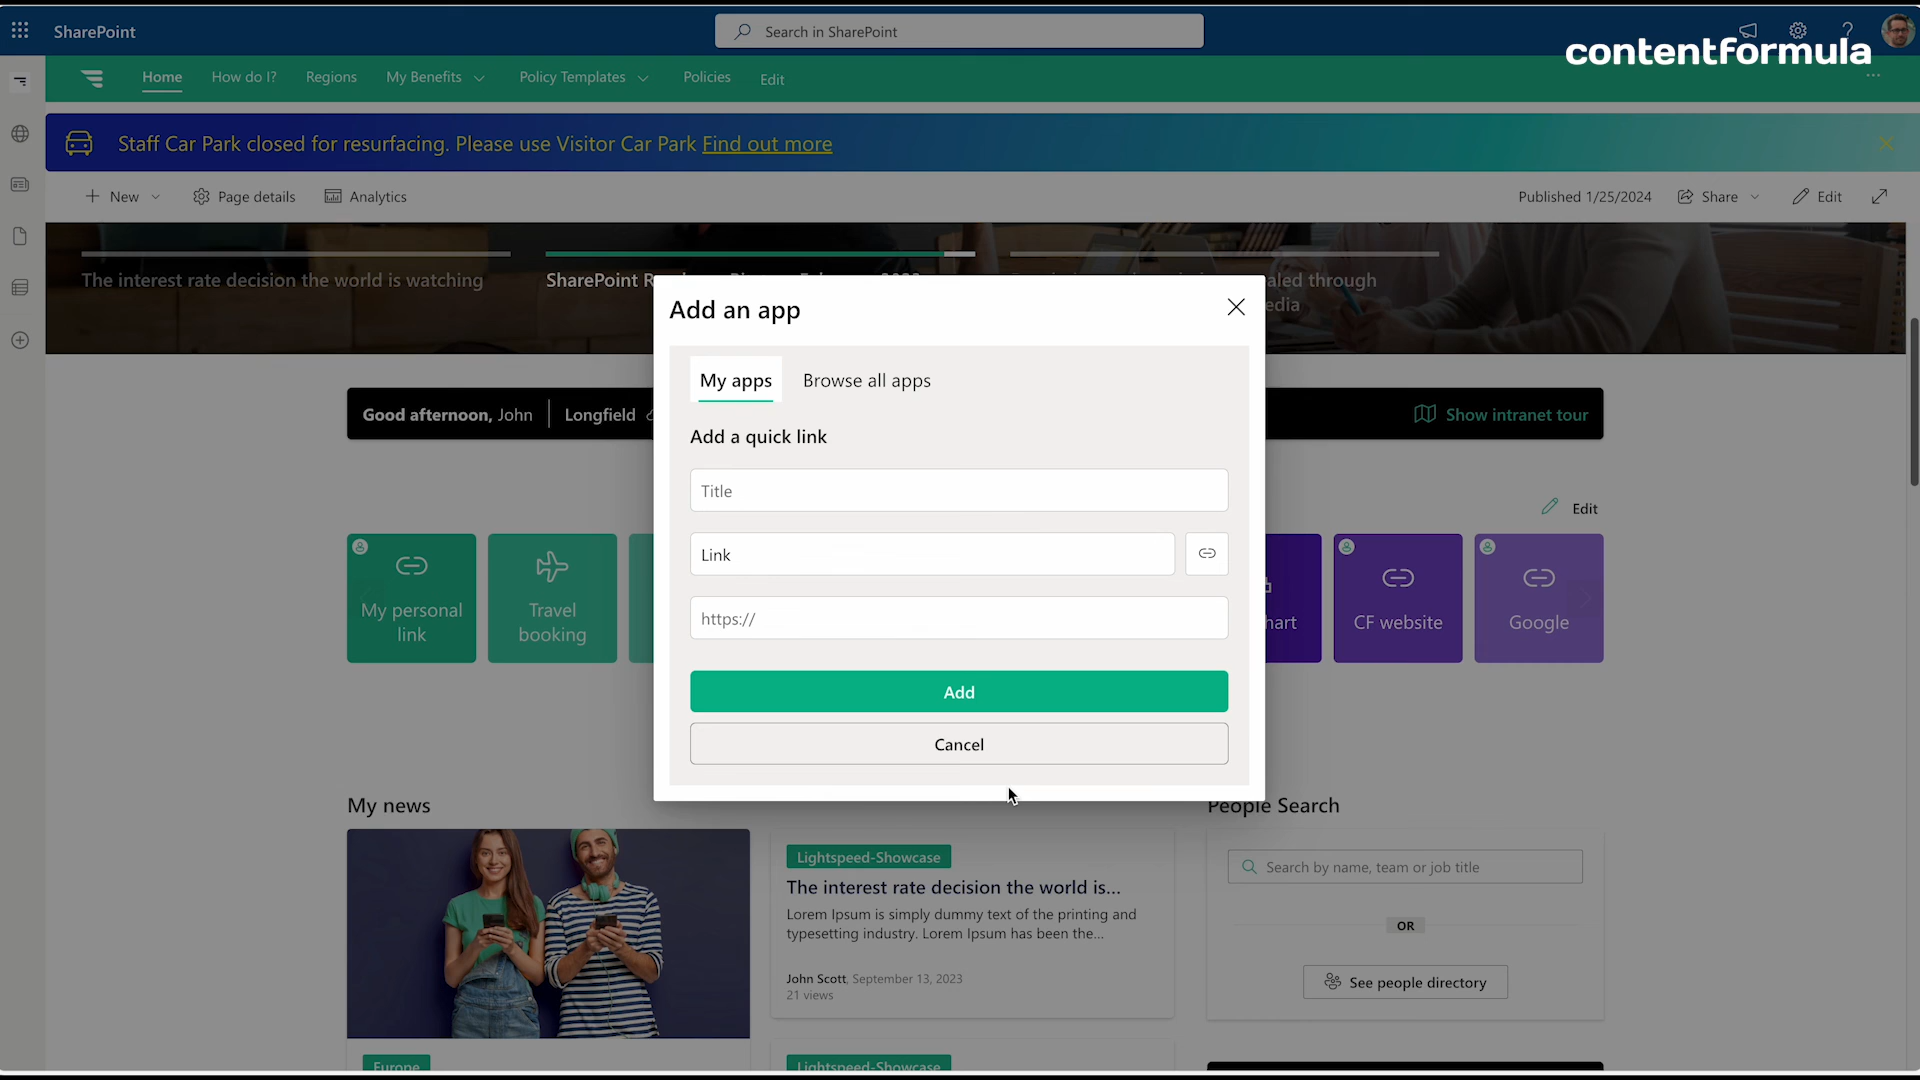 SharePoint
Search in SharePoint
contentformula
Home
How do I?
Regions
My Benefits
Policy Templates
Policies
Edit
Staff Car Park closed for resurfacing. Please use Visitor Car Park Find out more
New
Page details
Analytics
Published 1/25/2024
Share
Edit
The interest rate decision the world is watching
SharePoint
through
Add an app
My apps
Browse all apps
Add a quick link
Title
Link
https://
Add
Cancel
Good afternoon, John
Longfield
Show intranet tour
Edit
My personal
link
Travel
booking
hart
CF website
Google
My news
Lightspeed-Showcase
The interest rate decision the world is...
Lorem Ipsum is simply dummy text of the printing and
typesetting industry. Lorem Ipsum has been the...
John Scott, September 13, 2023
21 views
People Search
Search by name, team or job title
OR
See people directory
Europe
Lightspeed-Showcase